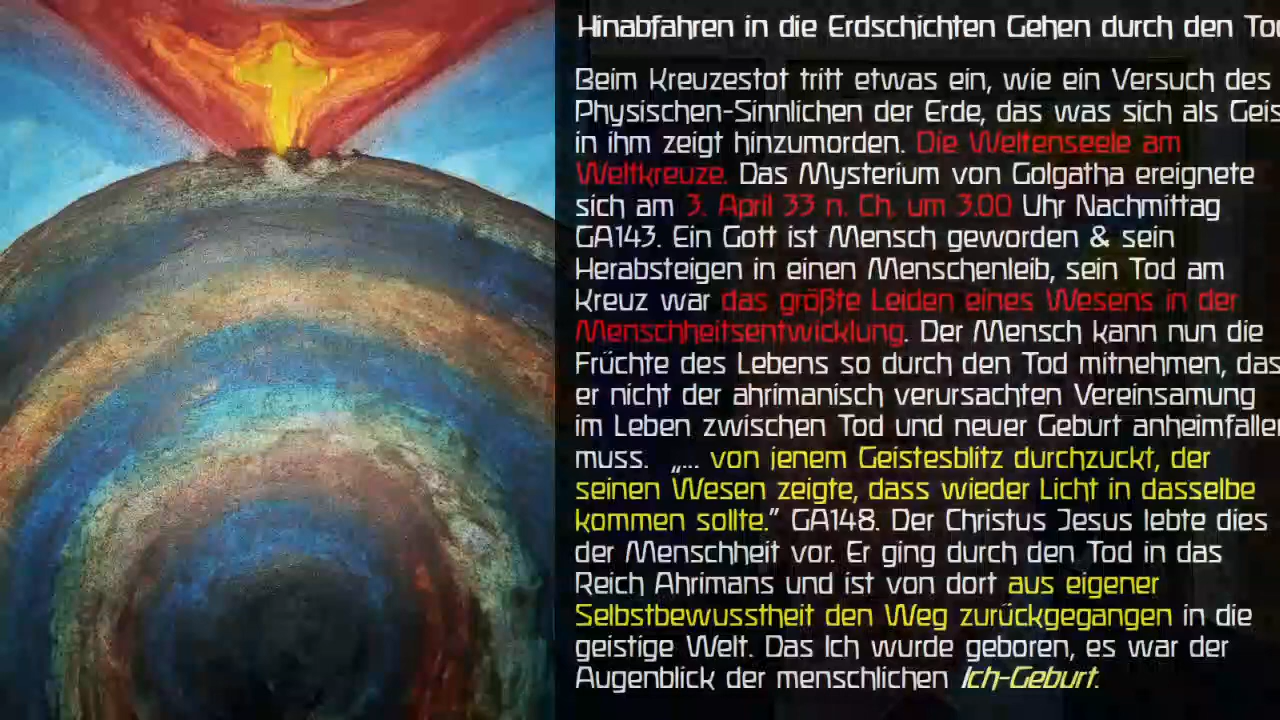 Hinabfahren in die Erdschichten Gehen durch den
Beim Kreuzestot tritt etwas ein, wie ein Versuch des
Physischen-Sinnlichen der Erde, das was sich als
in ihm zeigt hinzumorden. Die Weltenseele am
Weltkreuze. Das Mysterium von Golgatha ereignete
sich am 3. April 33 n. Ch. um 3.00 Uhr Nachmittag
GA143. Ein Gott ist Mensch geworden & sein
Herabsteigen in einen Menschenleib, sein Tod am
Kreuz war das größte Leiden eines Wesens in der
Menschheitsentwicklung. Der Mensch kann nun die
Früchte des Lebens so durch den Tod mitnehmen,
er nicht der ahrimanisch verursachten Vereinsamung
im Leben zwischen Tod und neuer Geburt
muss. „... von jenem Geistesblitz durchzuckt, der
seinen Wesen zeigte, dass wieder Licht in dasselbe
kommen sollte.” GA148. Der Christus Jesus lebte dies
der Menschheit vor. Er ging durch den Tod in das
Reich Ahrimans und ist von dort aus eigener
Selbstbewusstheit den Weg zurückgegangen in die
geistige Welt. Das Ich wurde geboren, es war der
Augenblick der menschlichen Ich-Geburt.